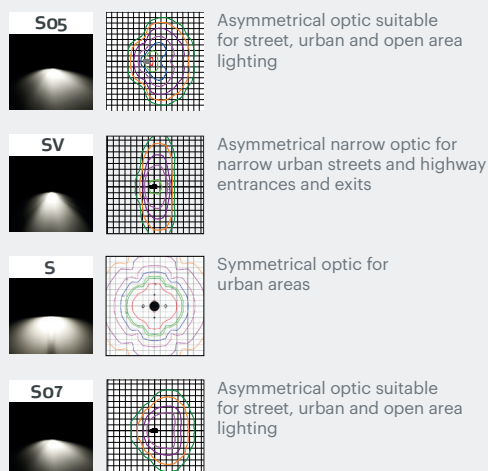 S05
Asymmetrical optic suitable
for street, urban and open area
lighting
SV
Asymmetrical narrow optic for
narrow urban streets and highway
entrances and exits
S
Symmetrical optic for
urban areas
S07
Asymmetrical optic suitable
for street, urban and open area
lighting